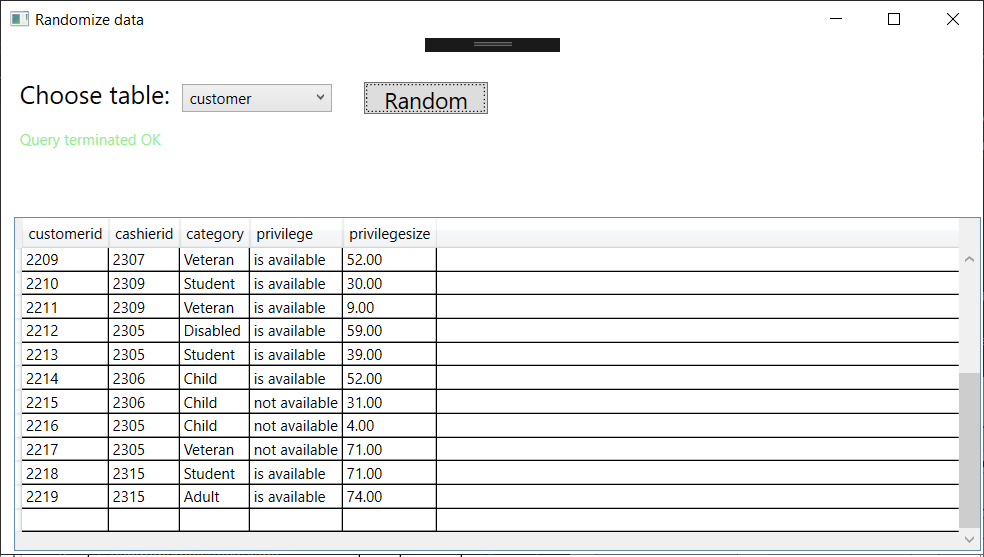 Randomize data
Choose table: customer Random
Query terminated OK
customerid cashierid category privilege privilegesize
2209 2307 Veteran is available 52.00
2210 2309 Student is available 30.00
2211 2309 Veteran is available 9.00
2212 2305 Disabled is available 59.00
2213 2305 Student is available 39.00
2214 2306 Child is available 52.00
2215 2306 Child not available 31.00
2216 2305 Child not available 4.00
2217 2305 Veteran not available 71.00
2218 2315 Student is available 71.00
2219 2315 Adult is available 74.00